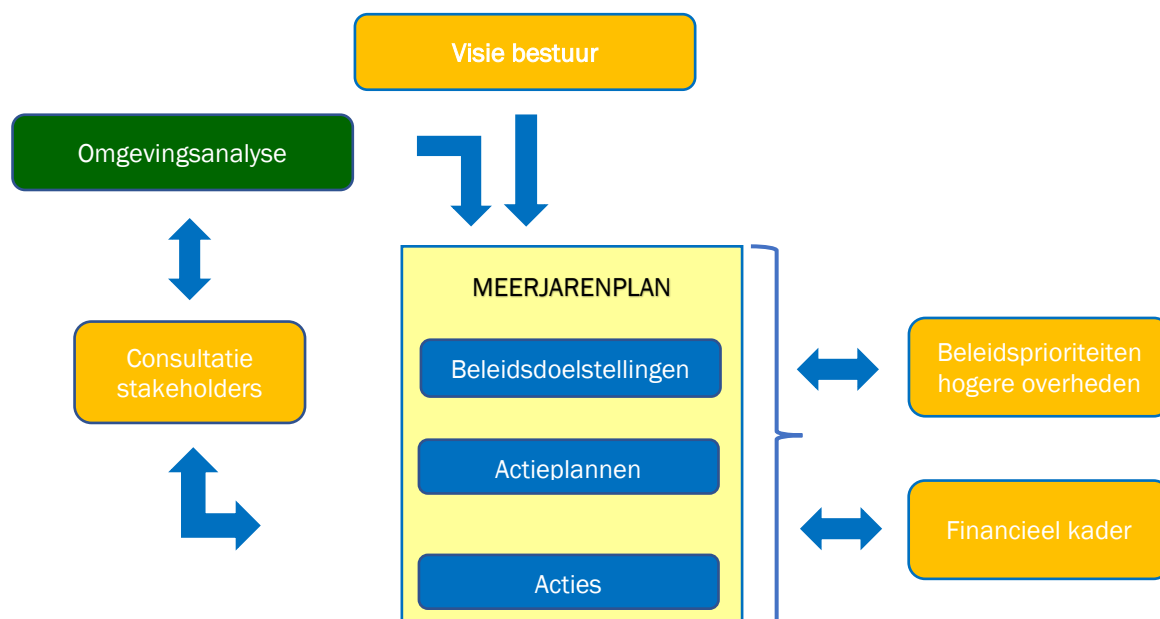 Visie bestuur
Omgevingsanalyse
MEERJARENPLAN
Consultatie
stakeholders
Beleidsdoelstellingen
Beleidsprioriteiten
hogere overheden
Actieplannen
Financieel kader
Acties